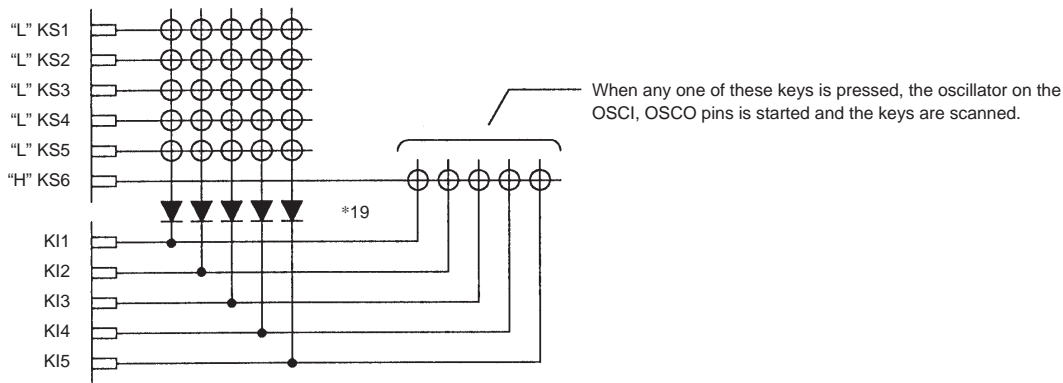 “L” KS1
“L” KS2
“L” KS3
“L” KS4
“L” KS5
“H” KS6
When any one of these keys is pressed, the oscillator on the
OSCI, OSCO pins is started and the keys are scanned.
*19
KI1
KI2
KI3
KI4
KI5